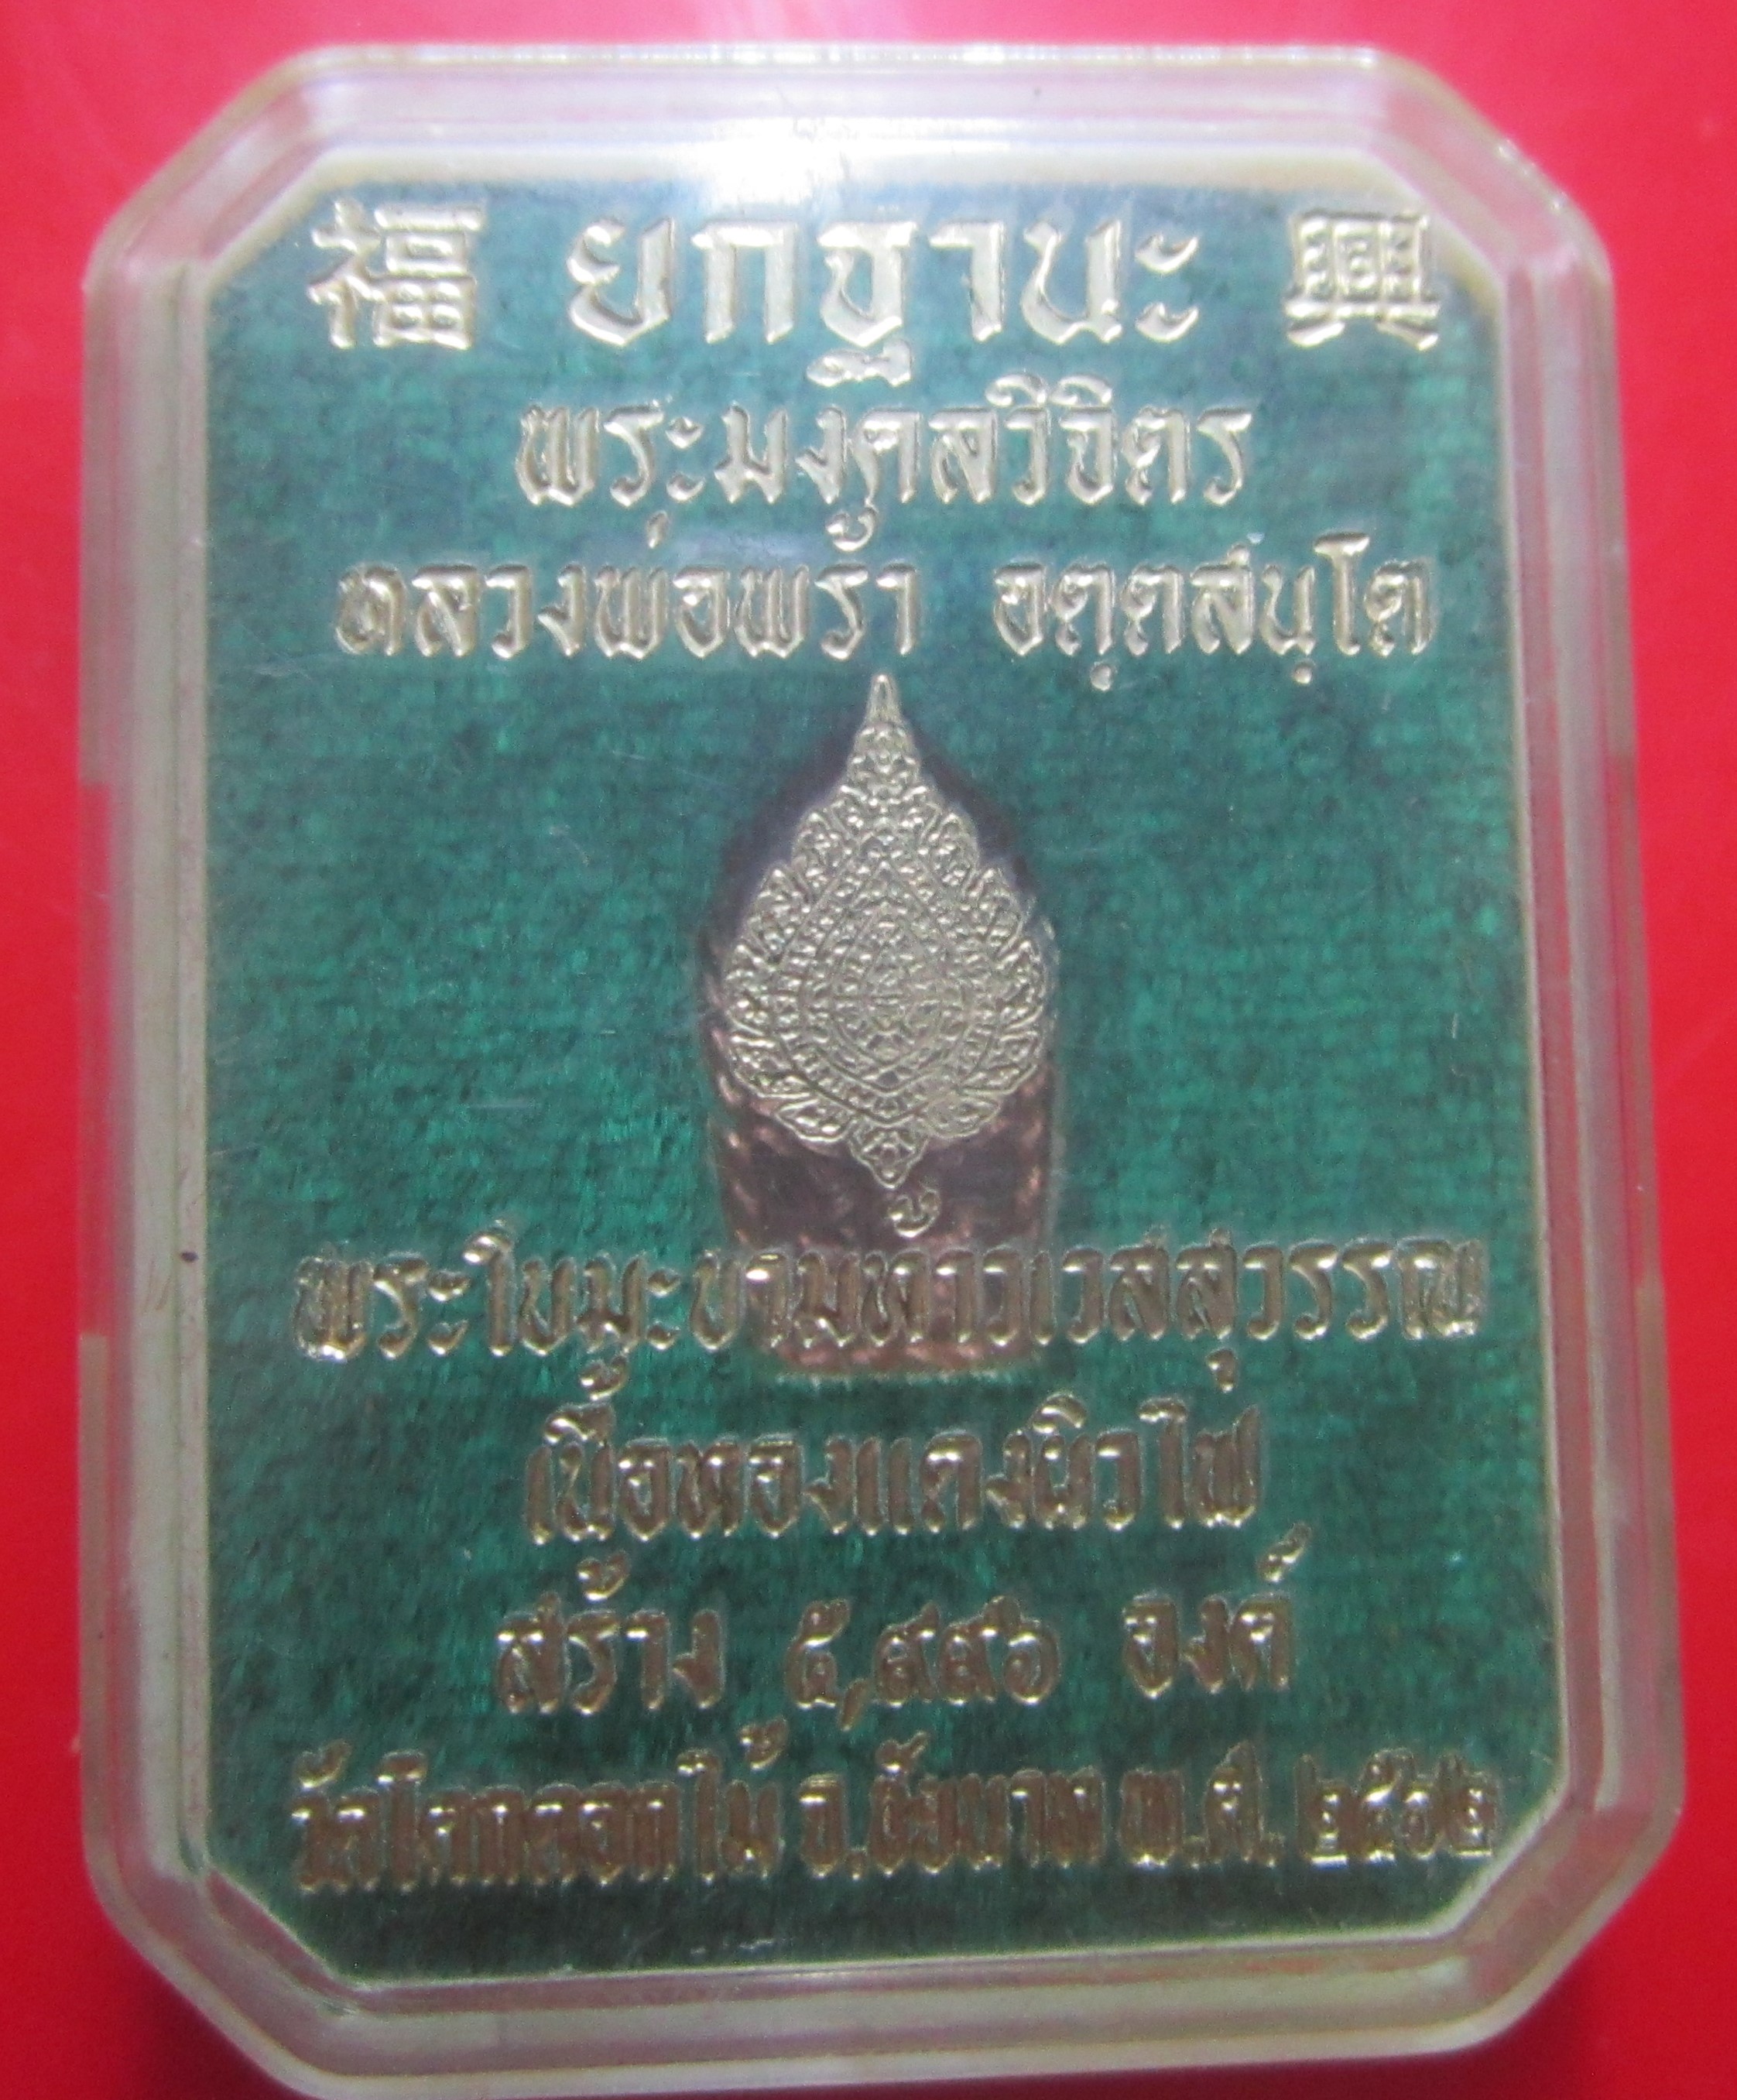 福 ยกฐานะ 興
พระมงคลวิจิตร
หลวงพ่อพร้า อตฺตสนฺโต
พระใบมะขามท้าวเวสสุวรรณ
เนื้อทองแดงผิวไฟ
สร้าง ๕,๙๙๐ องค์
วัดโคกดอกไม้ จ.ชัยนาท พ.ศ. ๒๕๖๒